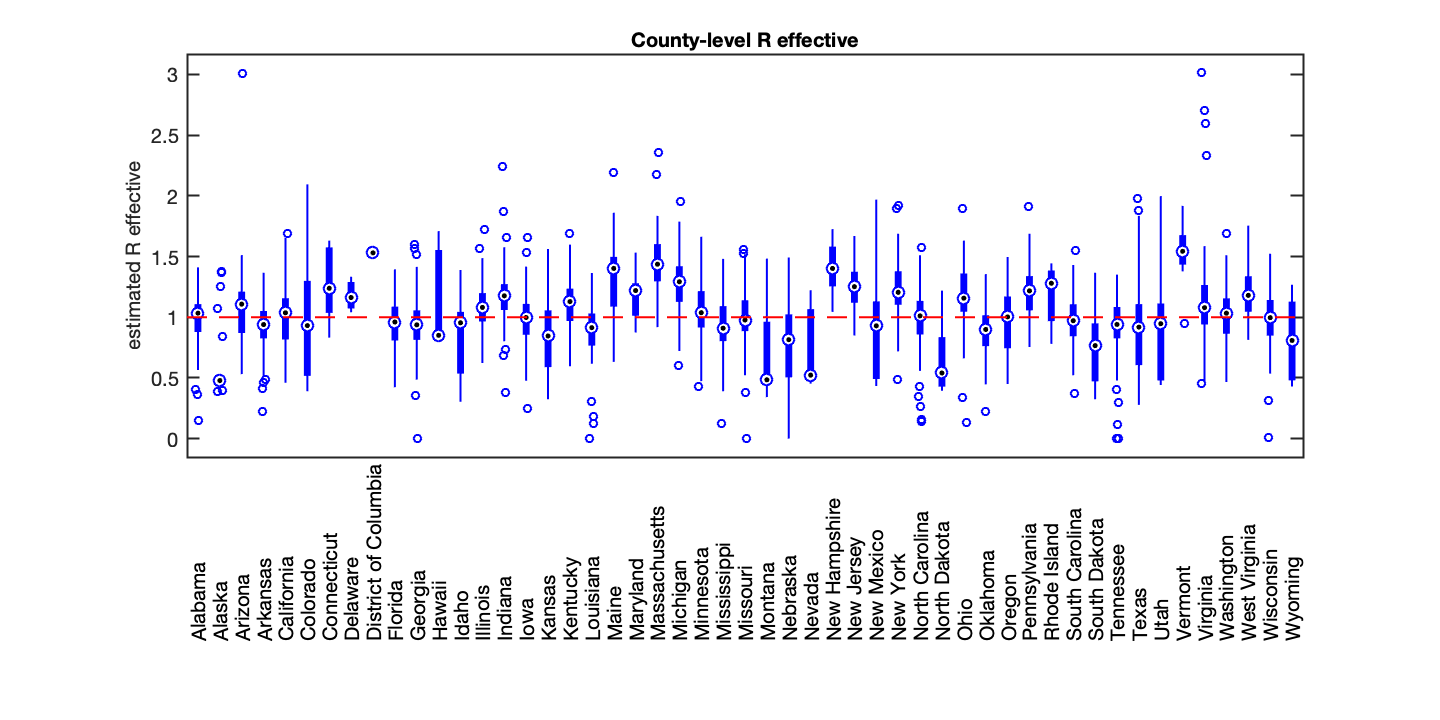 County-level R effective
estimated R effective
3
2.5
2
1.5
1
0.5
0
Alabama
Alaska
Arizona
Arkansas
California
Colorado
Connecticut
Delaware
District of Columbia
Florida
Georgia
Hawaii
Idaho
Illinois
Indiana
Iowa
Kansas
Kentucky
Louisiana
Maine
Maryland
Massachusetts
Michigan
Minnesota
Mississippi
Missouri
Montana
Nebraska
Nevada
New Hampshire
New Jersey
New Mexico
New York
North Carolina
North Dakota
Ohio
Oklahoma
Oregon
Pennsylvania
Rhode Island
South Carolina
South Dakota
Tennessee
Texas
Utah
Vermont
Virginia
Washington
West Virginia
Wisconsin
Wyoming